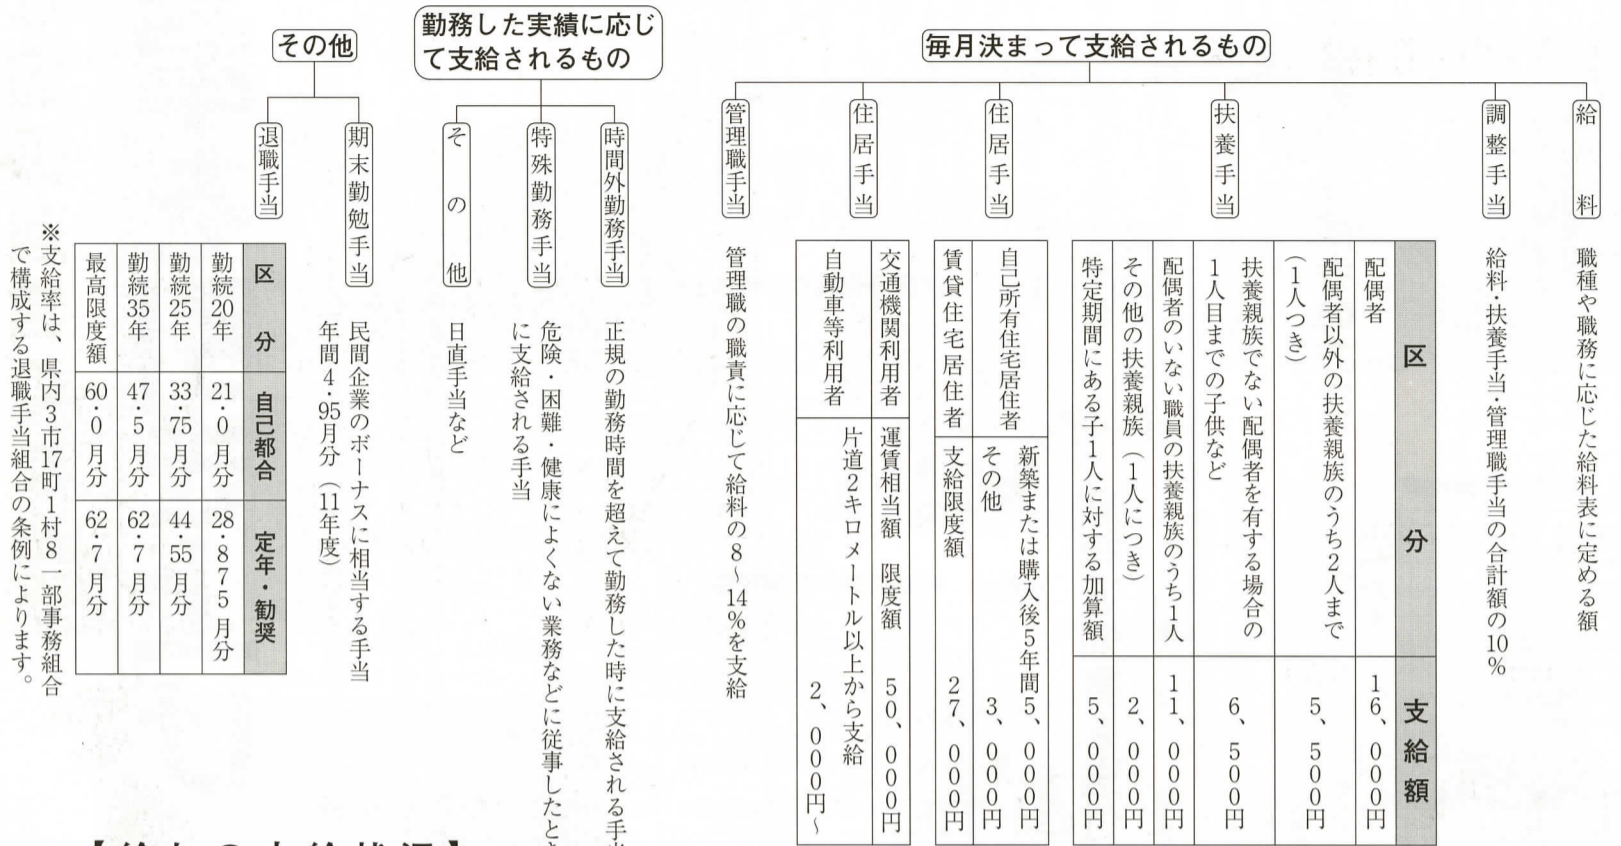 毎月決まって支給されるもの
給料
職種や職務に応じた給料表に定める額
調整手当
給料・扶養手当・管理職手当の合計額の10%
扶養手当
区分
支給額
配偶者
16、000円
配偶者以外の扶養親族のうち2人まで
(1人つき)
5、500円
扶養親族でない配偶者を有する場合の
1人目までの子供など
6、500円
配偶者のいない職員の扶養親族のうち1人
11、000円
その他の扶養親族(1人につき)
2、000円
特定期間にある子1人に対する加算額
5、000円
住居手当
自己所有住宅居住者
新築または購入後5年間5、000円
その他 3、000円
賃貸住宅居住者
支給限度額 27、000円
住居手当
交通機関利用者
運賃相当額 限度額 50、000円
自動車等利用者
片道2キロメートル以上から支給
2、000円~
管理職手当
管理職の職責に応じて給料の8~14%を支給
勤務した実績に応じ
て支給されるもの
時間外勤務手当
正規の勤務時間を超えて勤務した時に支給される手
特殊勤務手当
危険・困難・健康によくない業務などに従事したと
に支給される手当
その他
日直手当など
その他
期末勤勉手当
民間企業のボーナスに相当する手当
年間4・95月分(11年度)
退職手当
区分
自己都合
定年・勧奨
勤続20年
21・0月分
28・875月分
勤続25年
33・75月分
44・55月分
勤続35年
47・5月分
62・7月分
最高限度額
60・0月分
62・7月分
※支給率は、県内3市17町1村8一部事務組合
で構成する退職手当組合の条例によります。